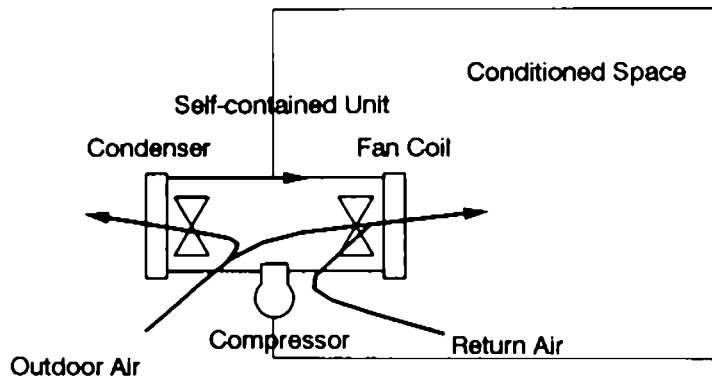 Conditioned Space
Self-contained Unit
Condenser
Fan Coil
Compressor
Return Air
Outdoor Air